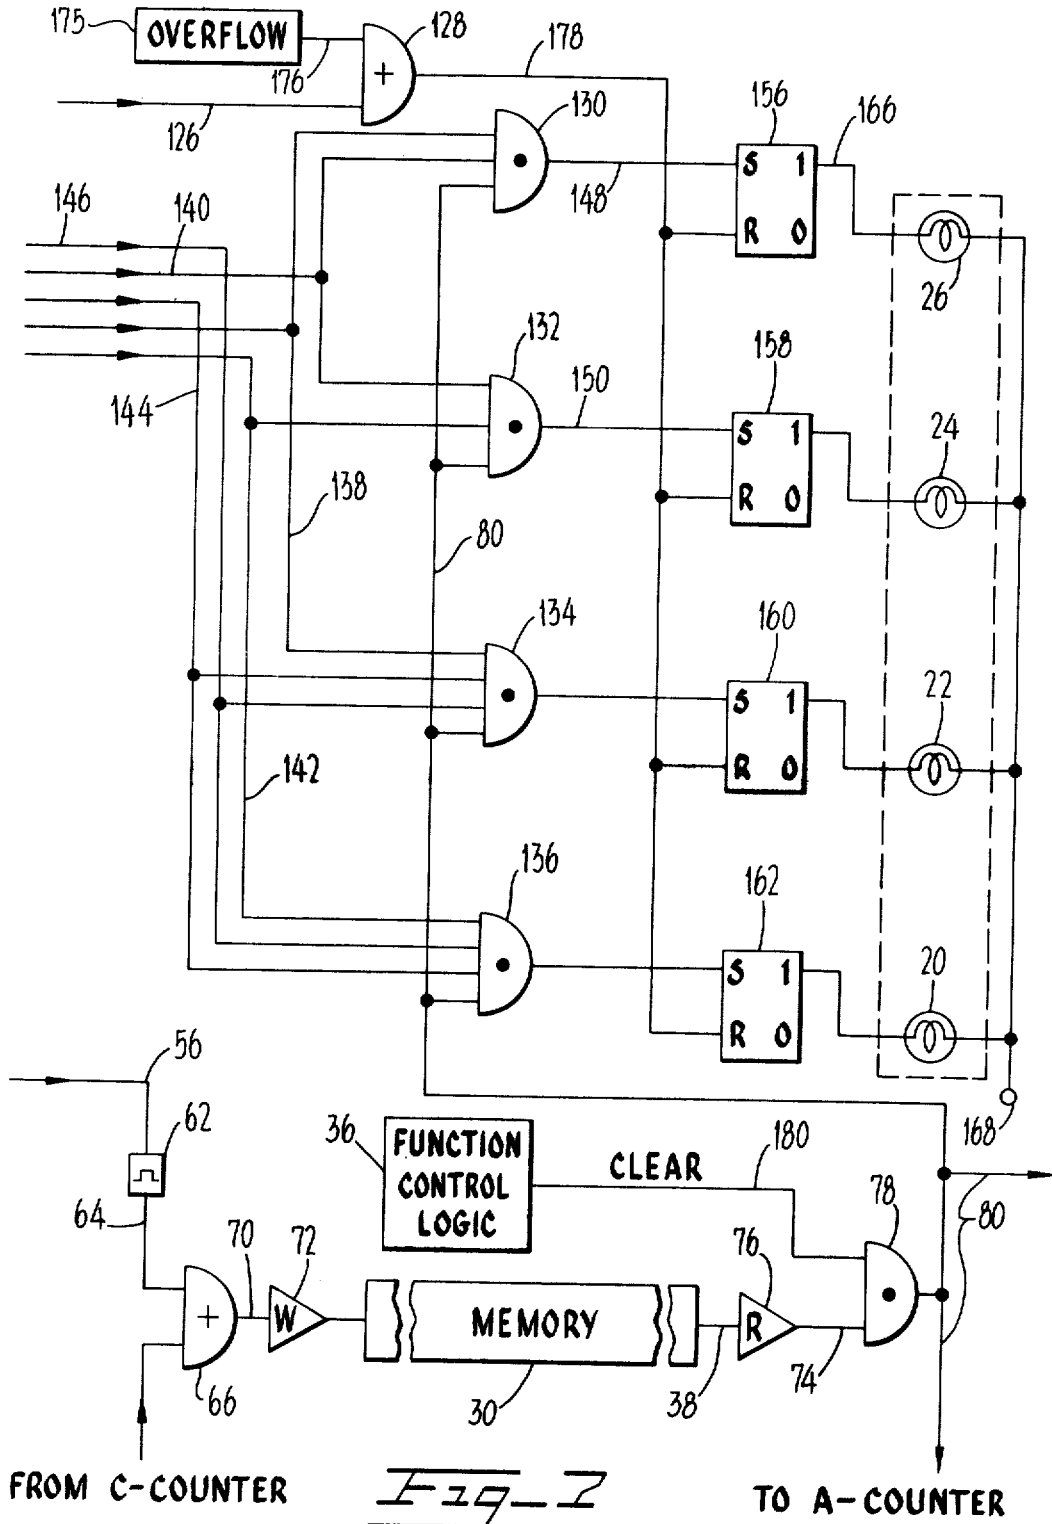 175
OVERFLOW
128
+
176
178
126
130
156
166
S 1
148
R 0
146
140
26
132
158
150
S 1
24
144
R 0
138
80
134
160
S 1
22
R 0
142
136
162
S 1
20
R 0
56
62
36
FUNCTION
CONTROL
LOGIC
CLEAR
180
168
78
80
64
70
72
76
+
W
MEMORY
R
66
30
38
74
FROM C-COUNTER
TO A-COUNTER
Fig_2